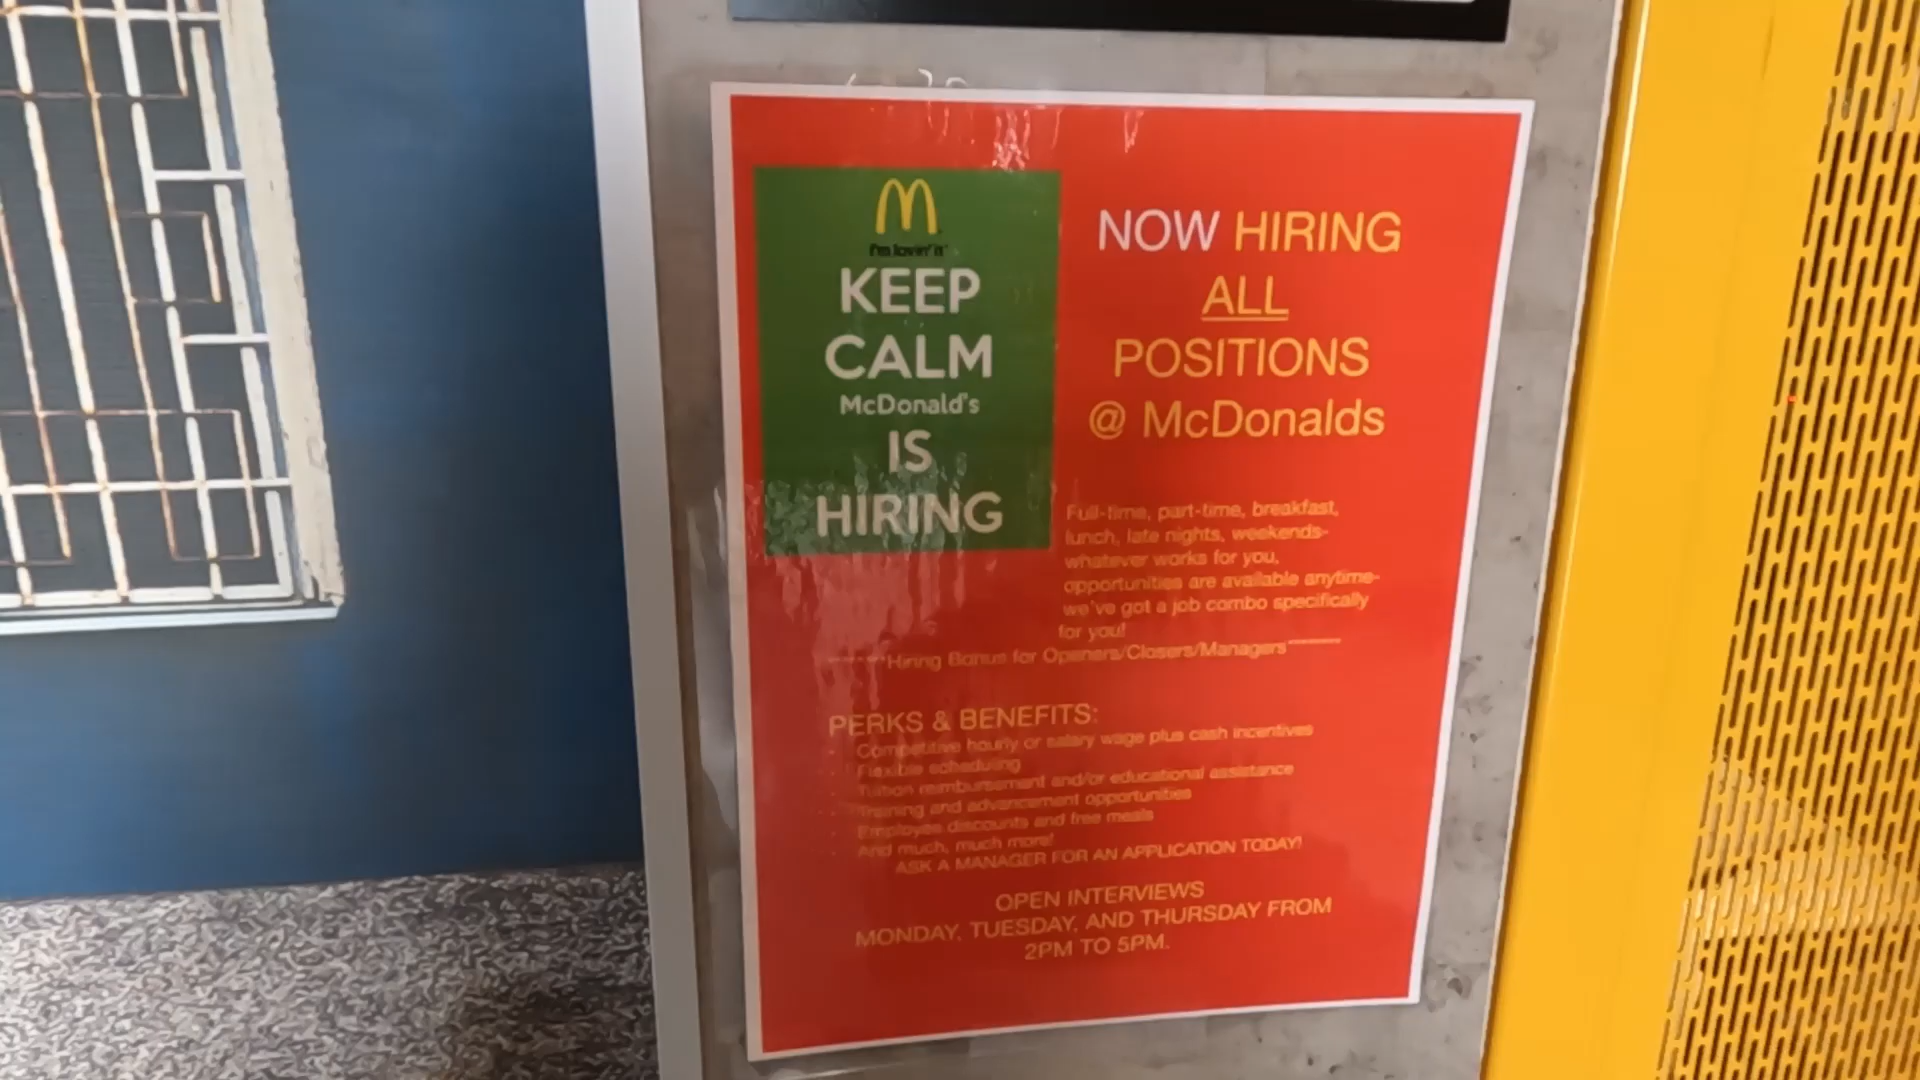 I'm lovin' it
KEEP
CALM
McDonald's
IS
HIRING
NOW HIRING
ALL
POSITIONS
@ McDonalds
Full-time, part-time, breakfast,
lunch, late nights, weekends-
whatever works for you,
opportunities are available anytime-
we've got a job combo specifically
for you!
Hiring Bonus for Openers/Closers/Managers
PERKS & BENEFITS:
Competitive hourly or salary wage plus cash incentives
Flexible scheduling
Tuition reimbursement and/or educational assistance
Training and advancement opportunities
Employee discounts and free meals
And much, much more!
ASK A MANAGER FOR AN APPLICATION TODAY!
OPEN INTERVIEWS
MONDAY, TUESDAY, AND THURSDAY FROM
2PM TO 5PM.